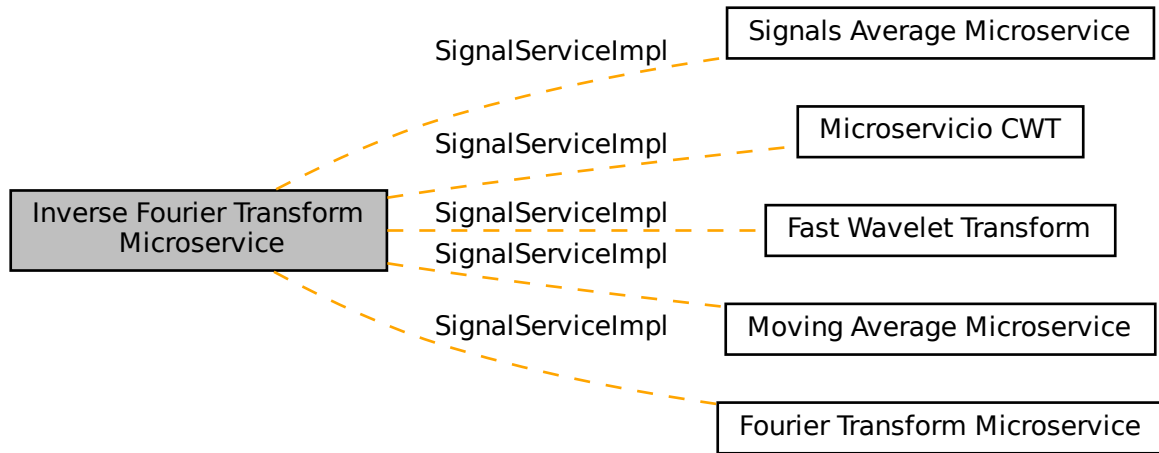 Signals Average Microservice
SignalServiceImpl
Microservicio CWT
SignalServiceImpl
Inverse Fourier Transform
Microservice
SignalServiceImpl
Fast Wavelet Transform
SignalServiceImpl
Moving Average Microservice
SignalServiceImpl
Fourier Transform Microservice